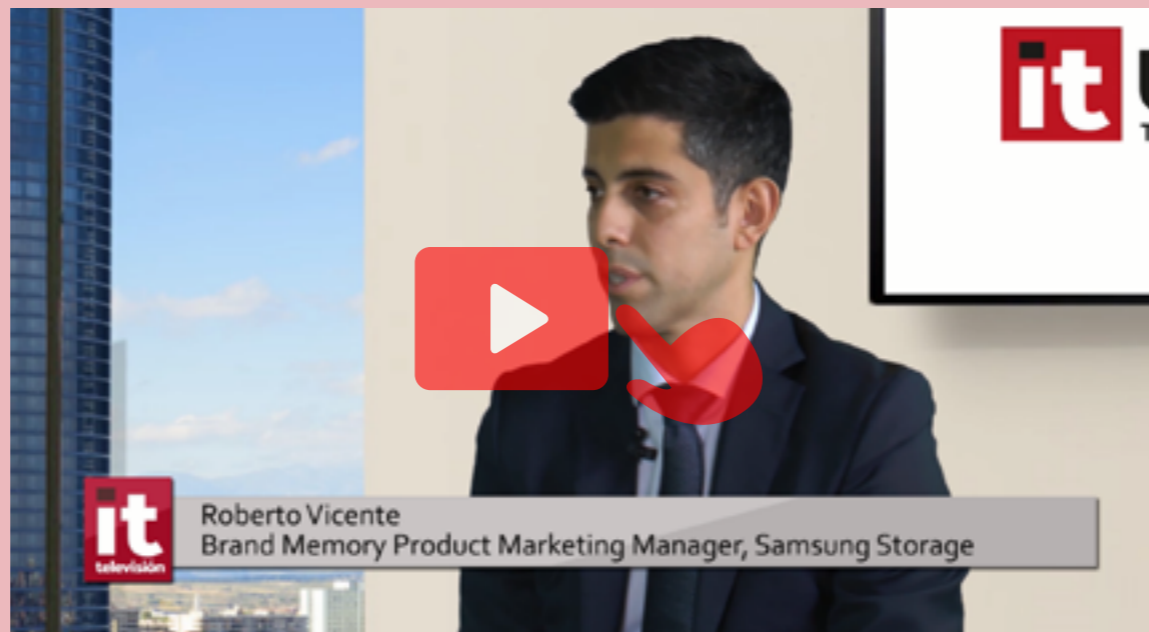 it
Roberto Vicente
Brand Memory Product Marketing Manager, Samsung Storage
it
televisión